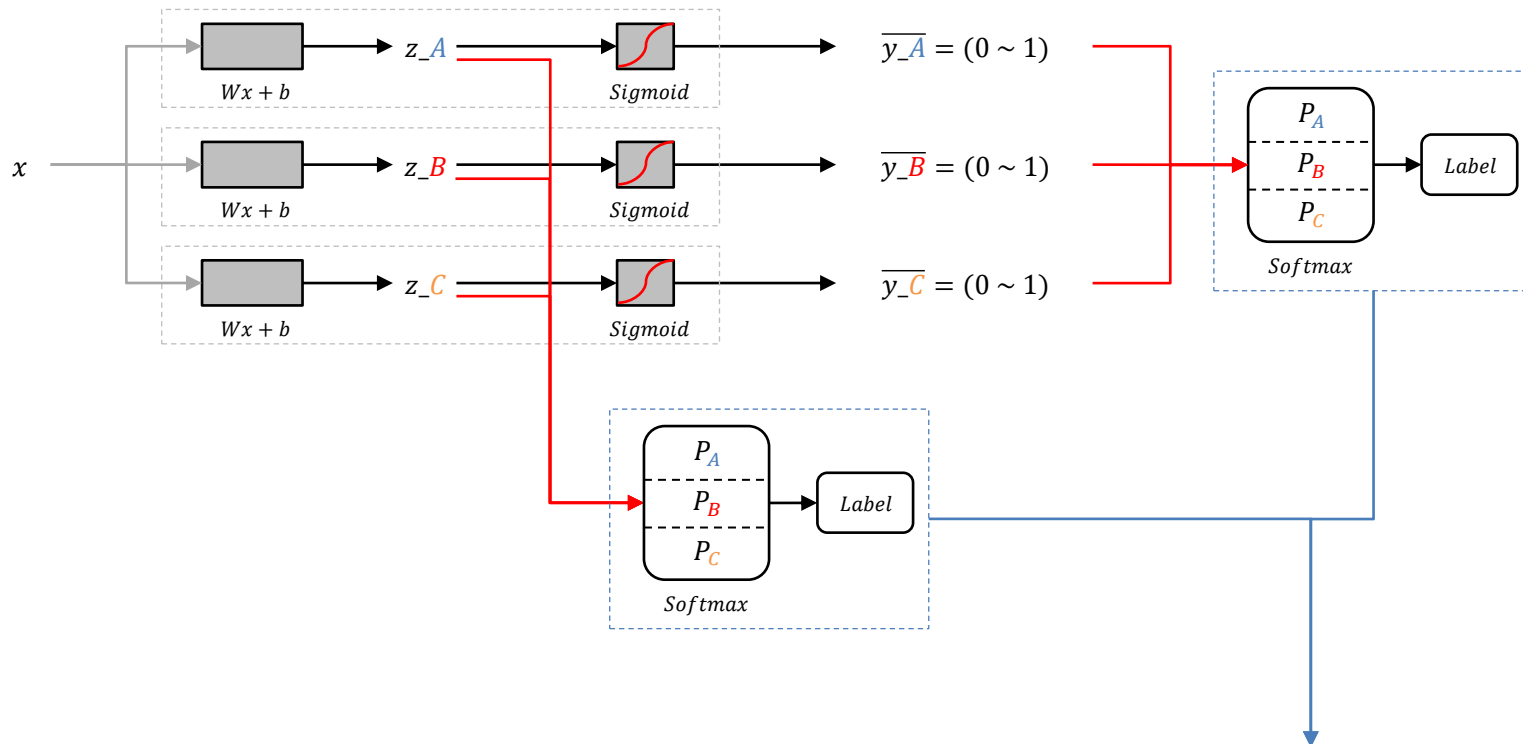 z_A
y_A = (0 ~ 1)
Wx + b
Sigmoid
P_A
x
z_B
y_B = (0 ~ 1)
P_B
Label
Wx + b
Sigmoid
P_C
Softmax
z_C
y_C = (0 ~ 1)
Wx + b
Sigmoid
P_A
P_B
Label
P_C
Softmax